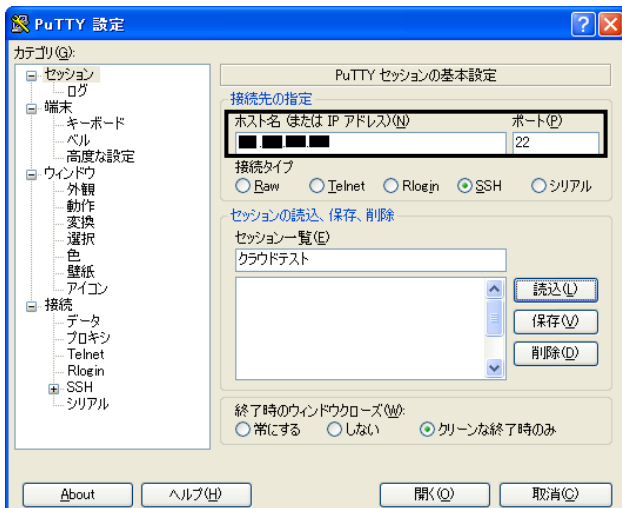 PuTTY 設定
カテゴリ(G):
セッション
ログ
端末
キーボード
ベル
高度な設定
ウィンドウ
外観
動作
変換
選択
色
壁紙
アイコン
接続
データ
プロキシ
Telnet
Rlogin
SSH
シリアル
PuTTY セッションの基本設定
接続先の指定
ホスト名 (または IP アドレス)(N) ポート(P)
22
接続タイプ
Raw Telnet Rlogin SSH シリアル
セッションの読込、保存、削除
セッション一覧(E)
クラウドテスト
読込(L)
保存(V)
削除(D)
終了時のウィンドウクローズ(W):
常にする しない クリーンな終了時のみ
About ヘルプ(H) 開く(O) 取消(C)